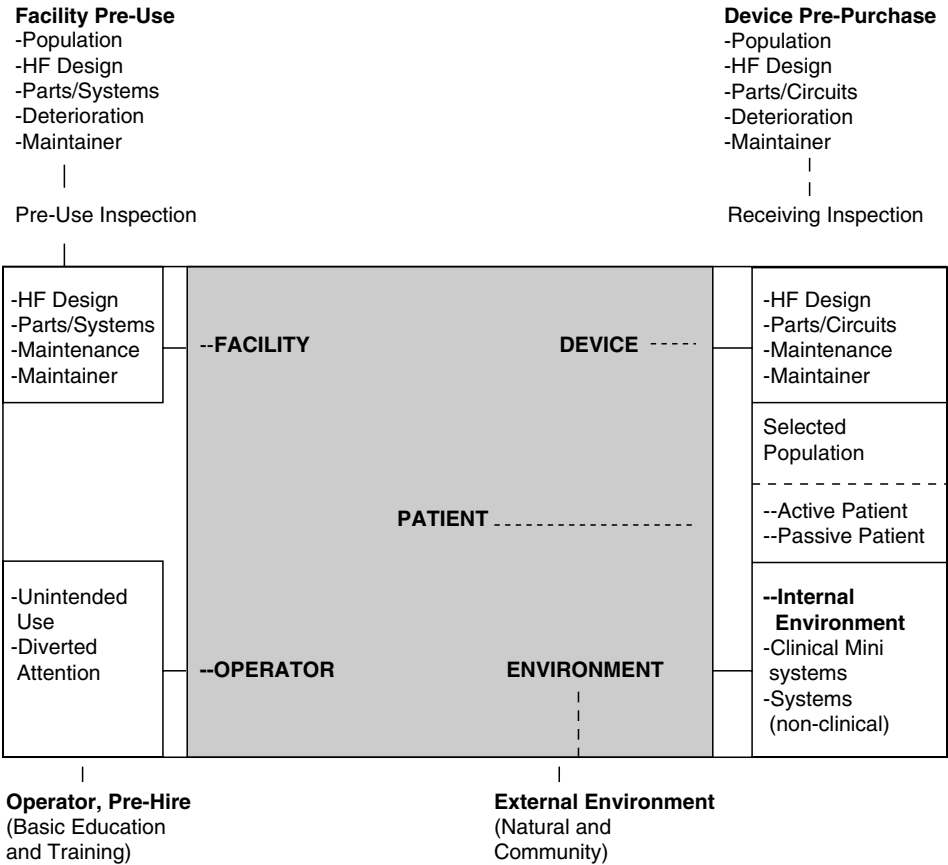 Facility Pre-Use
-Population
-HF Design
-Parts/Systems
-Deterioration
-Maintainer
Pre-Use Inspection
Device Pre-Purchase
-Population
-HF Design
-Parts/Circuits
-Deterioration
-Maintainer
Receiving Inspection
-HF Design
-Parts/Systems
-Maintenance
-Maintainer
--FACILITY
DEVICE
-HF Design
-Parts/Circuits
-Maintenance
-Maintainer
Selected
Population
PATIENT
--Active Patient
--Passive Patient
-Unintended
Use
-Diverted
Attention
--OPERATOR
ENVIRONMENT
--Internal
Environment
-Clinical Mini
systems
-Systems
(non-clinical)
Operator, Pre-Hire
(Basic Education
and Training)
External Environment
(Natural and
Community)